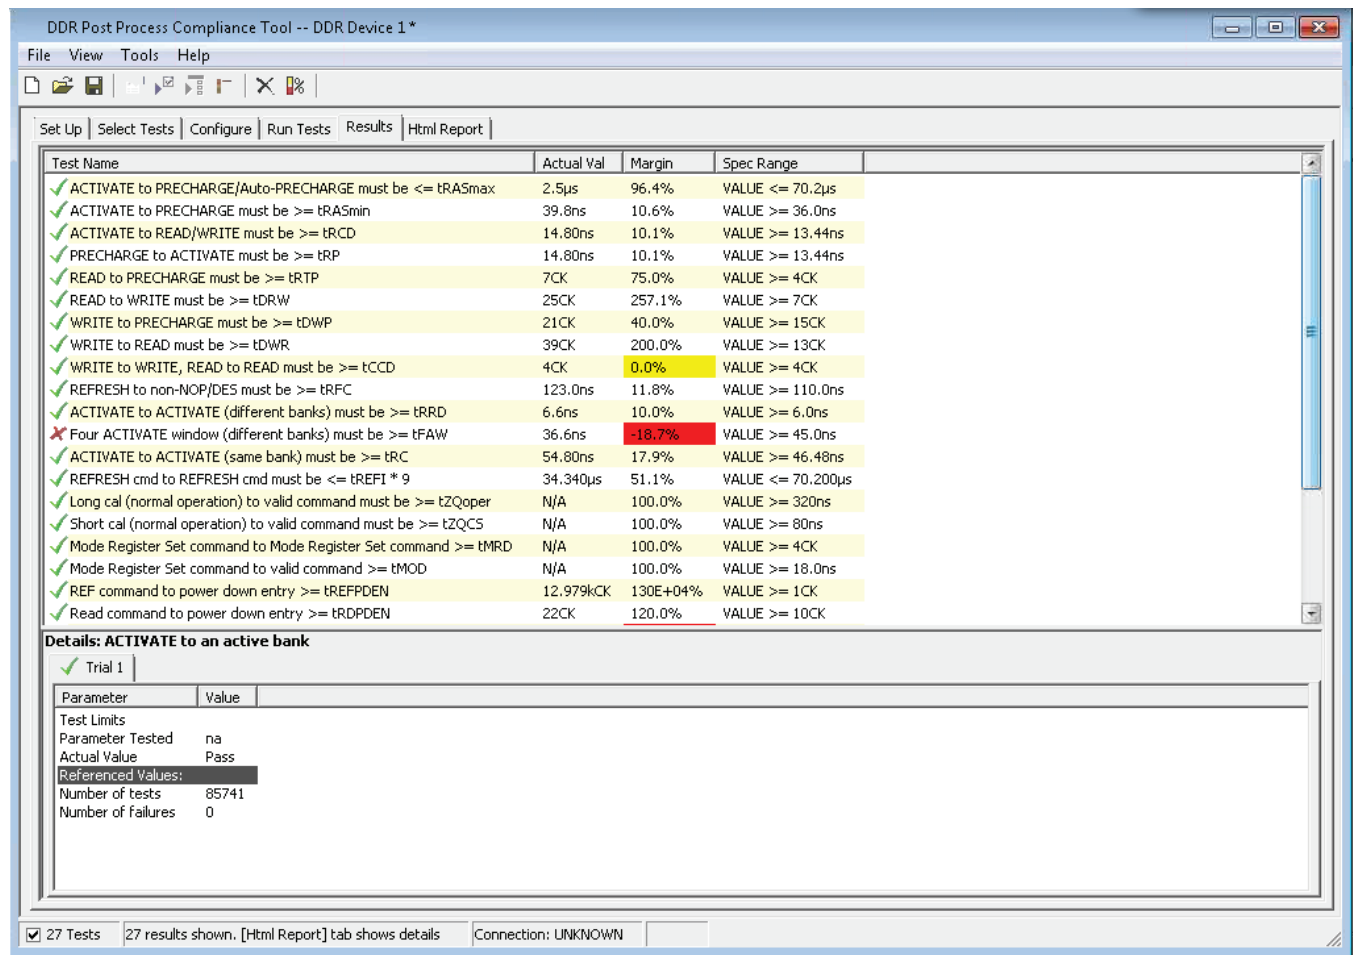 DDR Post Process Compliance Tool -- DDR Device 1 *
File View Tools Help
Set Up Select Tests Configure Run Tests Results Html Report
Test Name Actual Val Margin Spec Range
ACTIVATE to PRECHARGE/Auto-PRECHARGE must be <= tRASmax 2.5µs 96.4% VALUE <= 70.2µs
ACTIVATE to PRECHARGE must be >= tRASmin 39.8ns 10.6% VALUE >= 36.0ns
ACTIVATE to READ/WRITE must be >= tRCD 14.80ns 10.1% VALUE >= 13.44ns
PRECHARGE to ACTIVATE must be >= tRP 14.80ns 10.1% VALUE >= 13.44ns
READ to PRECHARGE must be >= tRTP 7CK 75.0% VALUE >= 4CK
READ to WRITE must be >= tDRW 25CK 257.1% VALUE >= 7CK
WRITE to PRECHARGE must be >= tDWP 21CK 40.0% VALUE >= 15CK
WRITE to READ must be >= tDWR 39CK 200.0% VALUE >= 13CK
WRITE to WRITE, READ to READ must be >= tCCD 4CK 0.0% VALUE >= 4CK
REFRESH to non-NOP/DES must be >= tRFC 123.0ns 11.8% VALUE >= 110.0ns
ACTIVATE to ACTIVATE (different banks) must be >= tRRD 6.6ns 10.0% VALUE >= 6.0ns
Four ACTIVATE window (different banks) must be >= tFAW 36.6ns -18.7% VALUE >= 45.0ns
ACTIVATE to ACTIVATE (same bank) must be >= tRC 54.80ns 17.9% VALUE >= 46.48ns
REFRESH cmd to REFRESH cmd must be <= tREFI * 9 34.340µs 51.1% VALUE <= 70.200µs
Long cal (normal operation) to valid command must be >= tZQoper N/A 100.0% VALUE >= 320ns
Short cal (normal operation) to valid command must be >= tZQCS N/A 100.0% VALUE >= 80ns
Mode Register Set command to Mode Register Set command >= tMRD N/A 100.0% VALUE >= 4CK
Mode Register Set command to valid command >= tMOD N/A 100.0% VALUE >= 18.0ns
REF command to power down entry >= tREFPDEN 12.979kCK 130E+04% VALUE >= 1CK
Read command to power down entry >= tRDPDEN 22CK 120.0% VALUE >= 10CK
Details: ACTIVATE to an active bank
Trial 1
Parameter Value
Test Limits
Parameter Tested na
Actual Value Pass
Referenced Values:
Number of tests 85741
Number of failures 0
27 Tests 27 results shown. [Html Report] tab shows details Connection: UNKNOWN